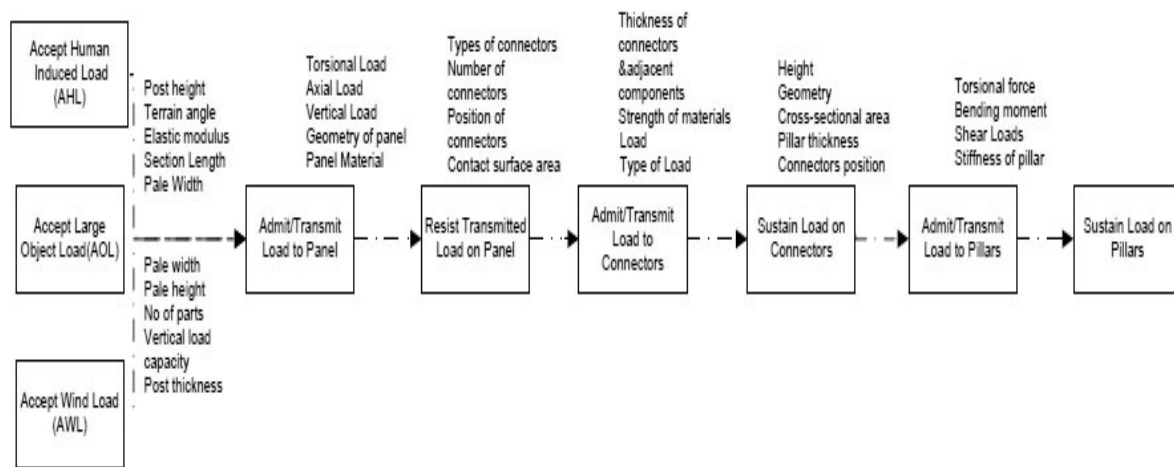 Accept Human
Induced Load
(AHL)
Post height
Terrain angle
Elastic modulus
Section Length
Pale Width
Torsional Load
Axial Load
Vertical Load
Geometry of panel
Panel Material
Types of connectors
Number of
connectors
Position of
connectors
Contact surface area
Thickness of
connectors
&adjacent
components
Strength of materials
Load
Type of Load
Height
Geometry
Cross-sectional area
Pillar thickness
Connectors position
Torsional force
Bending moment
Shear Loads
Stiffness of pillar
Accept Large
Object Load(AOL)
Admit/Transmit
Load to Panel
Resist Transmitted
Load on Panel
Admit/Transmit
Load to
Connectors
Sustain Load on
Connectors
Admit/Transmit
Load to Pillars
Sustain Load on
Pillars
Pale width
Pale height
No of parts
Vertical load
capacity
Post thickness
Accept Wind Load
(AWL)